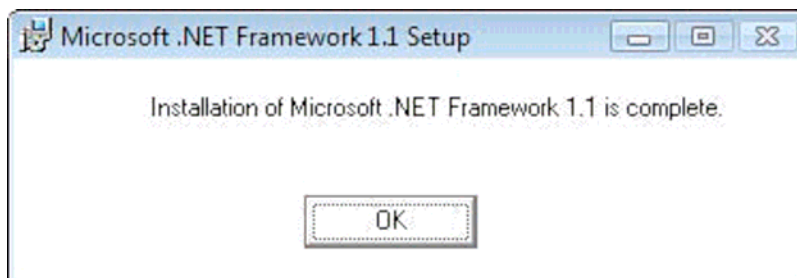 Microsoft .NET Framework 1.1 Setup
Installation of Microsoft .NET Framework 1.1 is complete.
OK